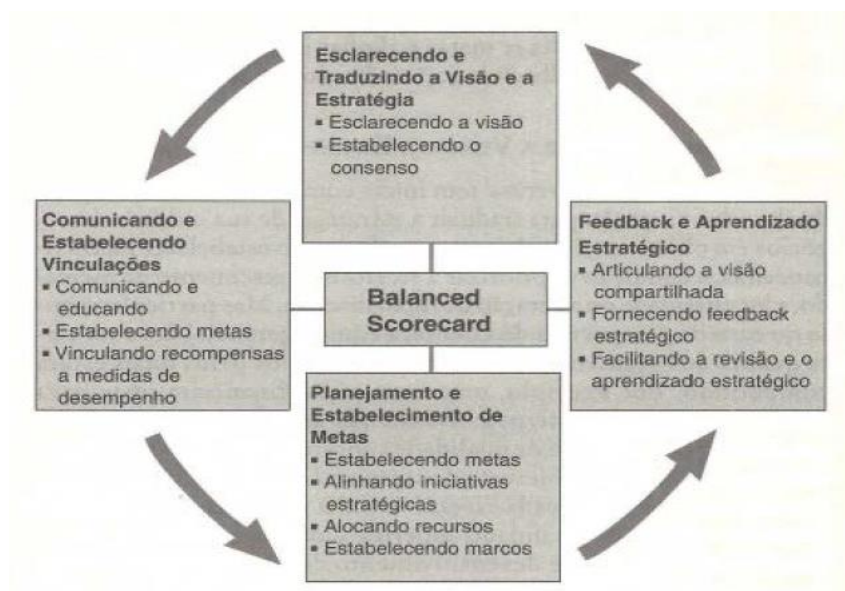 Esclarecendo e
Traduzindo a Visão e a
Estratégia
▪ Esclarecendo a visão
▪ Estabelecendo o
consenso
Comunicando e
Estabelecendo
Vinculações
▪ Comunicando e
educando
▪ Estabelecendo metas
▪ Vinculando recompensas
a medidas de
desempenho
Balanced
Scorecard
Feedback e Aprendizado
Estratégico
▪ Articulando a visão
compartilhada
▪ Fornecendo feedback
estratégico
▪ Facilitando a revisão e o
aprendizado estratégico
Planejamento e
Estabelecimento de
Metas
▪ Estabelecendo metas
▪ Alinhando iniciativas
estratégicas
▪ Alocando recursos
▪ Estabelecendo marcos